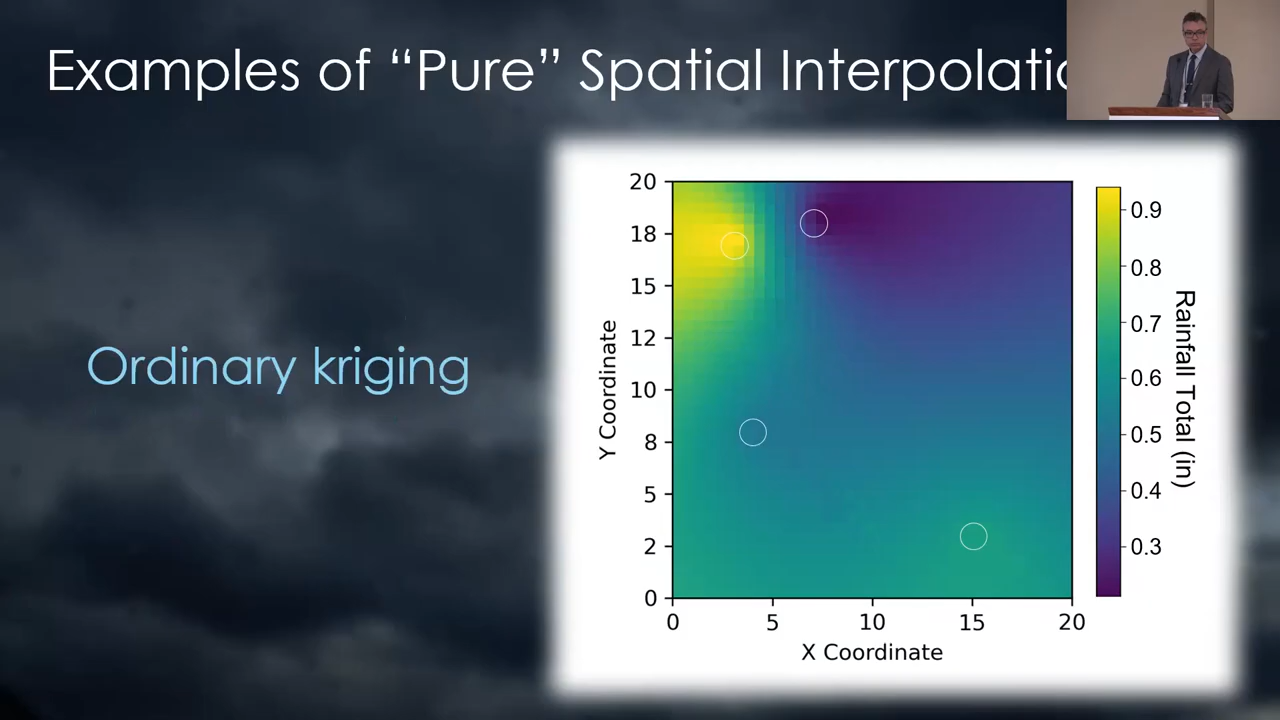 Examples of “Pure” Spatial Interpolatio
Ordinary kriging
20
18
15
12
10
8
5
2
0
Y Coordinate
0 5 10 15 20
X Coordinate
0.9
0.8
0.7
0.6
0.5
0.4
0.3
Rainfall Total (in)